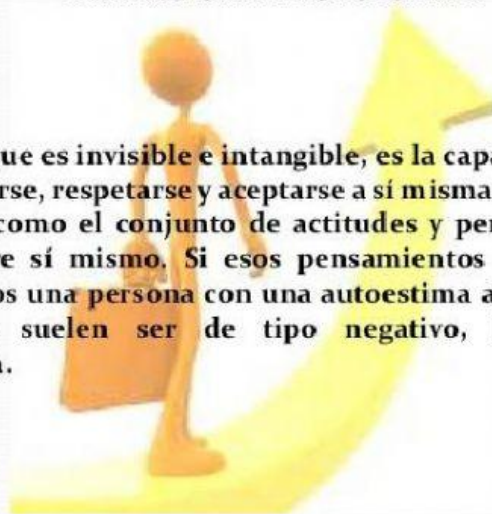 ue es invisible e intangible, es la capa
rse, respetarse y aceptarse a sí misma
como el conjunto de actitudes y per
e sí mismo. Si esos pensamientos
os una persona con una autoestima a
suelen ser de tipo negativo,